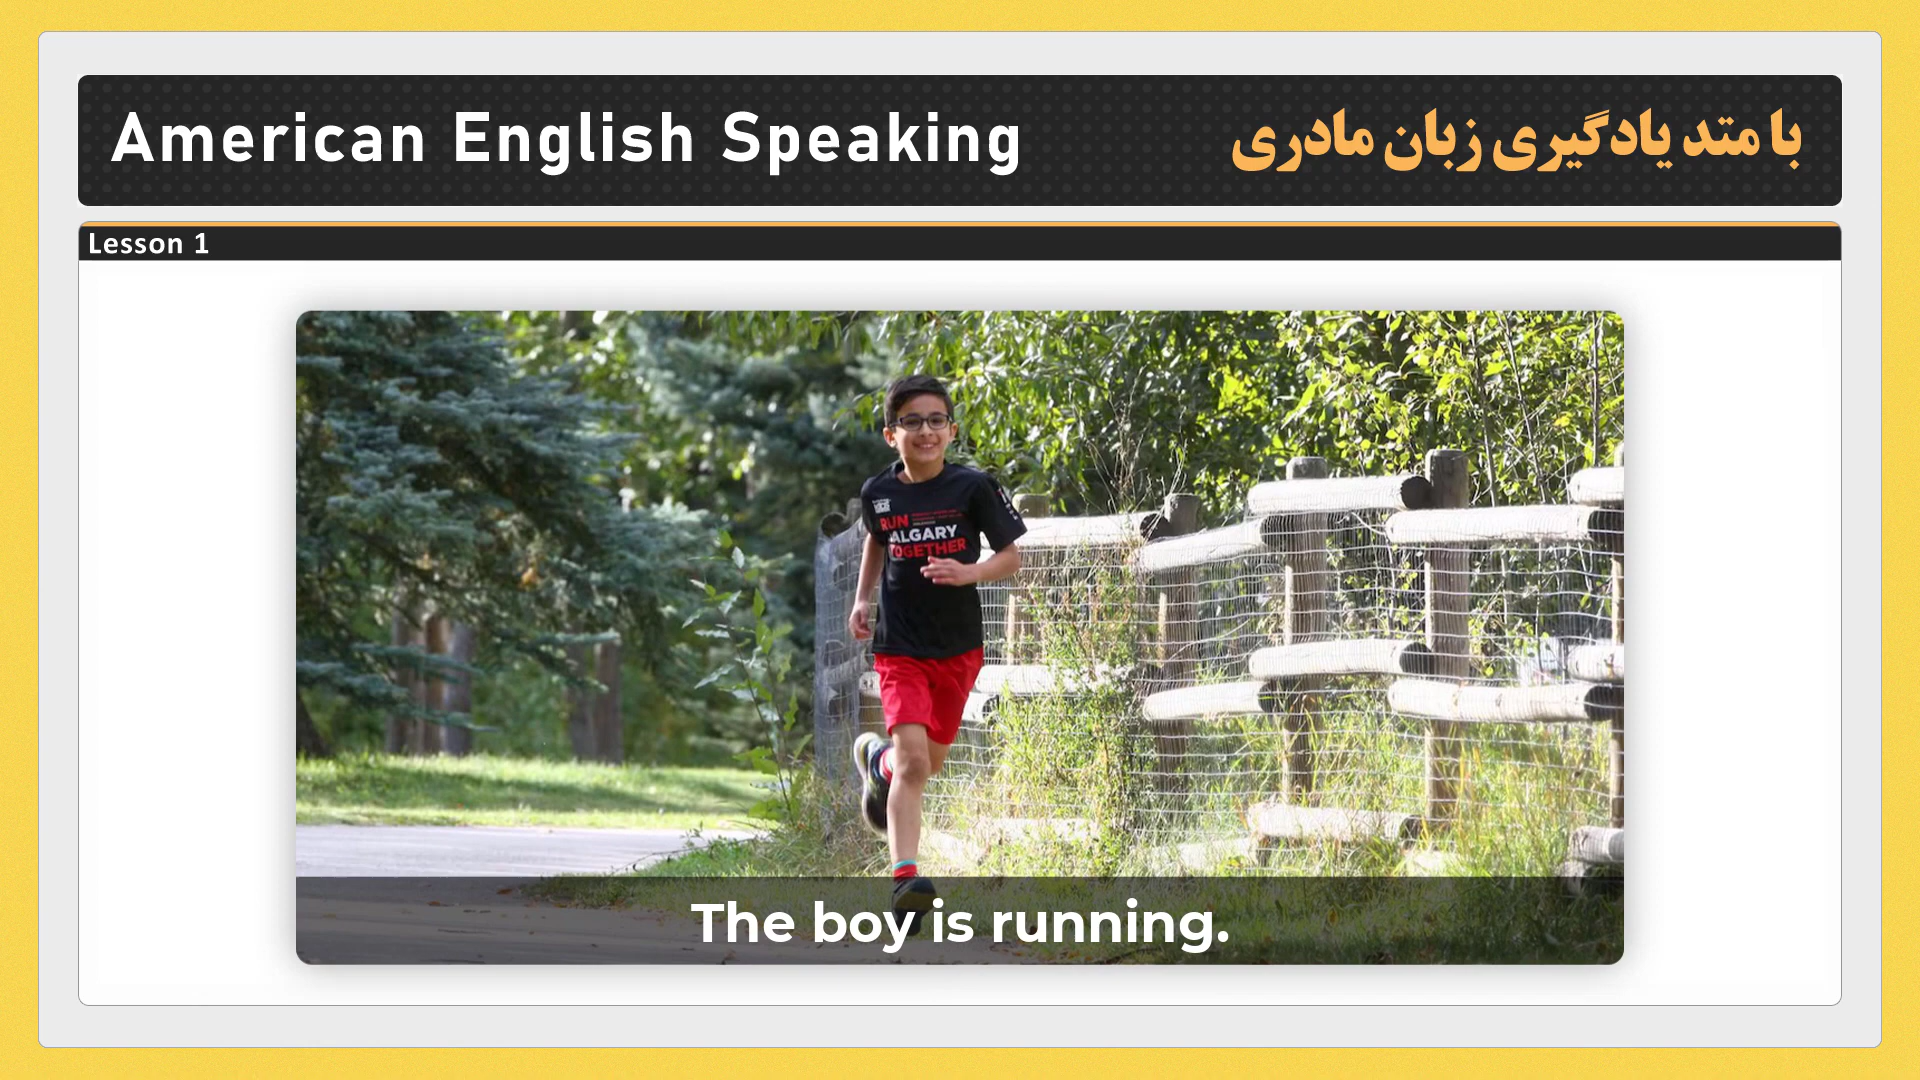 American English Speaking
با متد یادگیری زبان مادری
Lesson 1
RUN
ALGARY
TOGETHER
The boy is running.